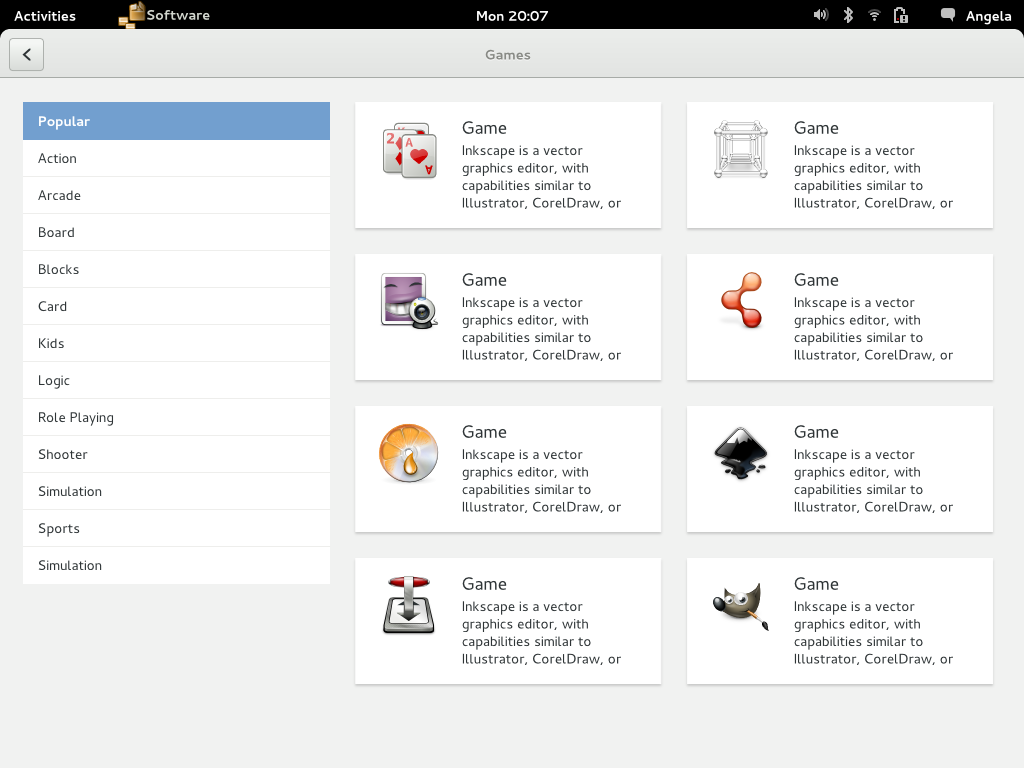 Activities
Software
Mon 20:07
Angela
Games
Popular
Action
Arcade
Board
Blocks
Card
Kids
Logic
Role Playing
Shooter
Simulation
Sports
Simulation
2
A
Game
Inkscape is a vector
graphics editor, with
capabilities similar to
Illustrator, CorelDraw, or
Game
Inkscape is a vector
graphics editor, with
capabilities similar to
Illustrator, CorelDraw, or
Game
Inkscape is a vector
graphics editor, with
capabilities similar to
Illustrator, CorelDraw, or
Game
Inkscape is a vector
graphics editor, with
capabilities similar to
Illustrator, CorelDraw, or
Game
Inkscape is a vector
graphics editor, with
capabilities similar to
Illustrator, CorelDraw, or
Game
Inkscape is a vector
graphics editor, with
capabilities similar to
Illustrator, CorelDraw, or
Game
Inkscape is a vector
graphics editor, with
capabilities similar to
Illustrator, CorelDraw, or
Game
Inkscape is a vector
graphics editor, with
capabilities similar to
Illustrator, CorelDraw, or